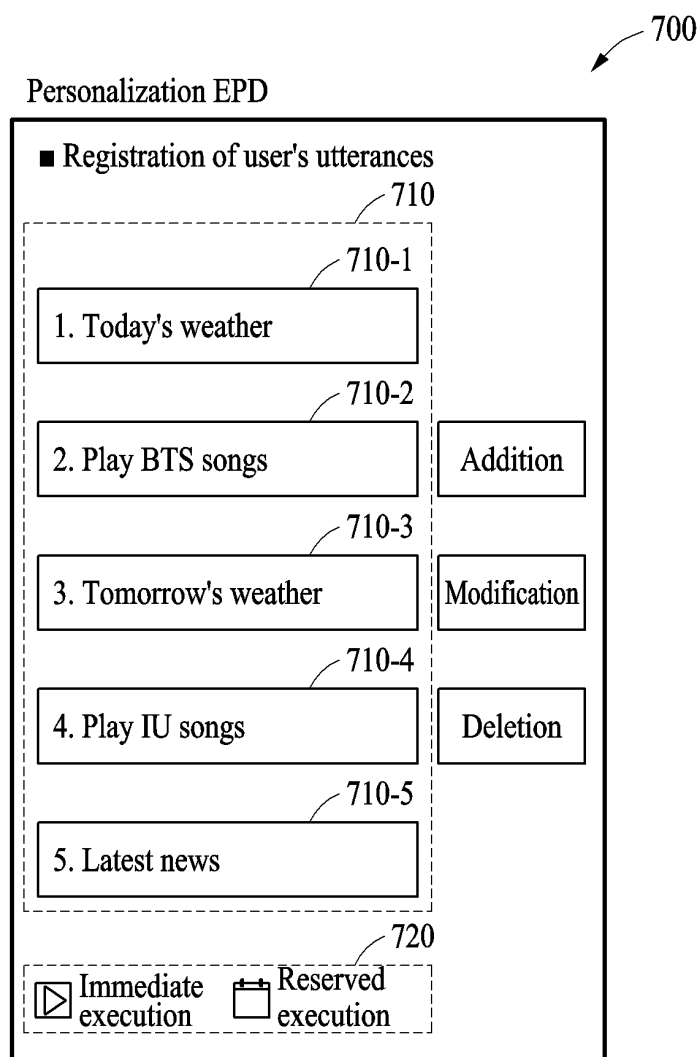 700
Personalization EPD
■ Registration of user's utterances
710
710-1
1. Today's weather
710-2
2. Play BTS songs
Addition
710-3
3. Tomorrow's weather
Modification
710-4
4. Play IU songs
Deletion
710-5
5. Latest news
720
Immediate
execution
Reserved
execution